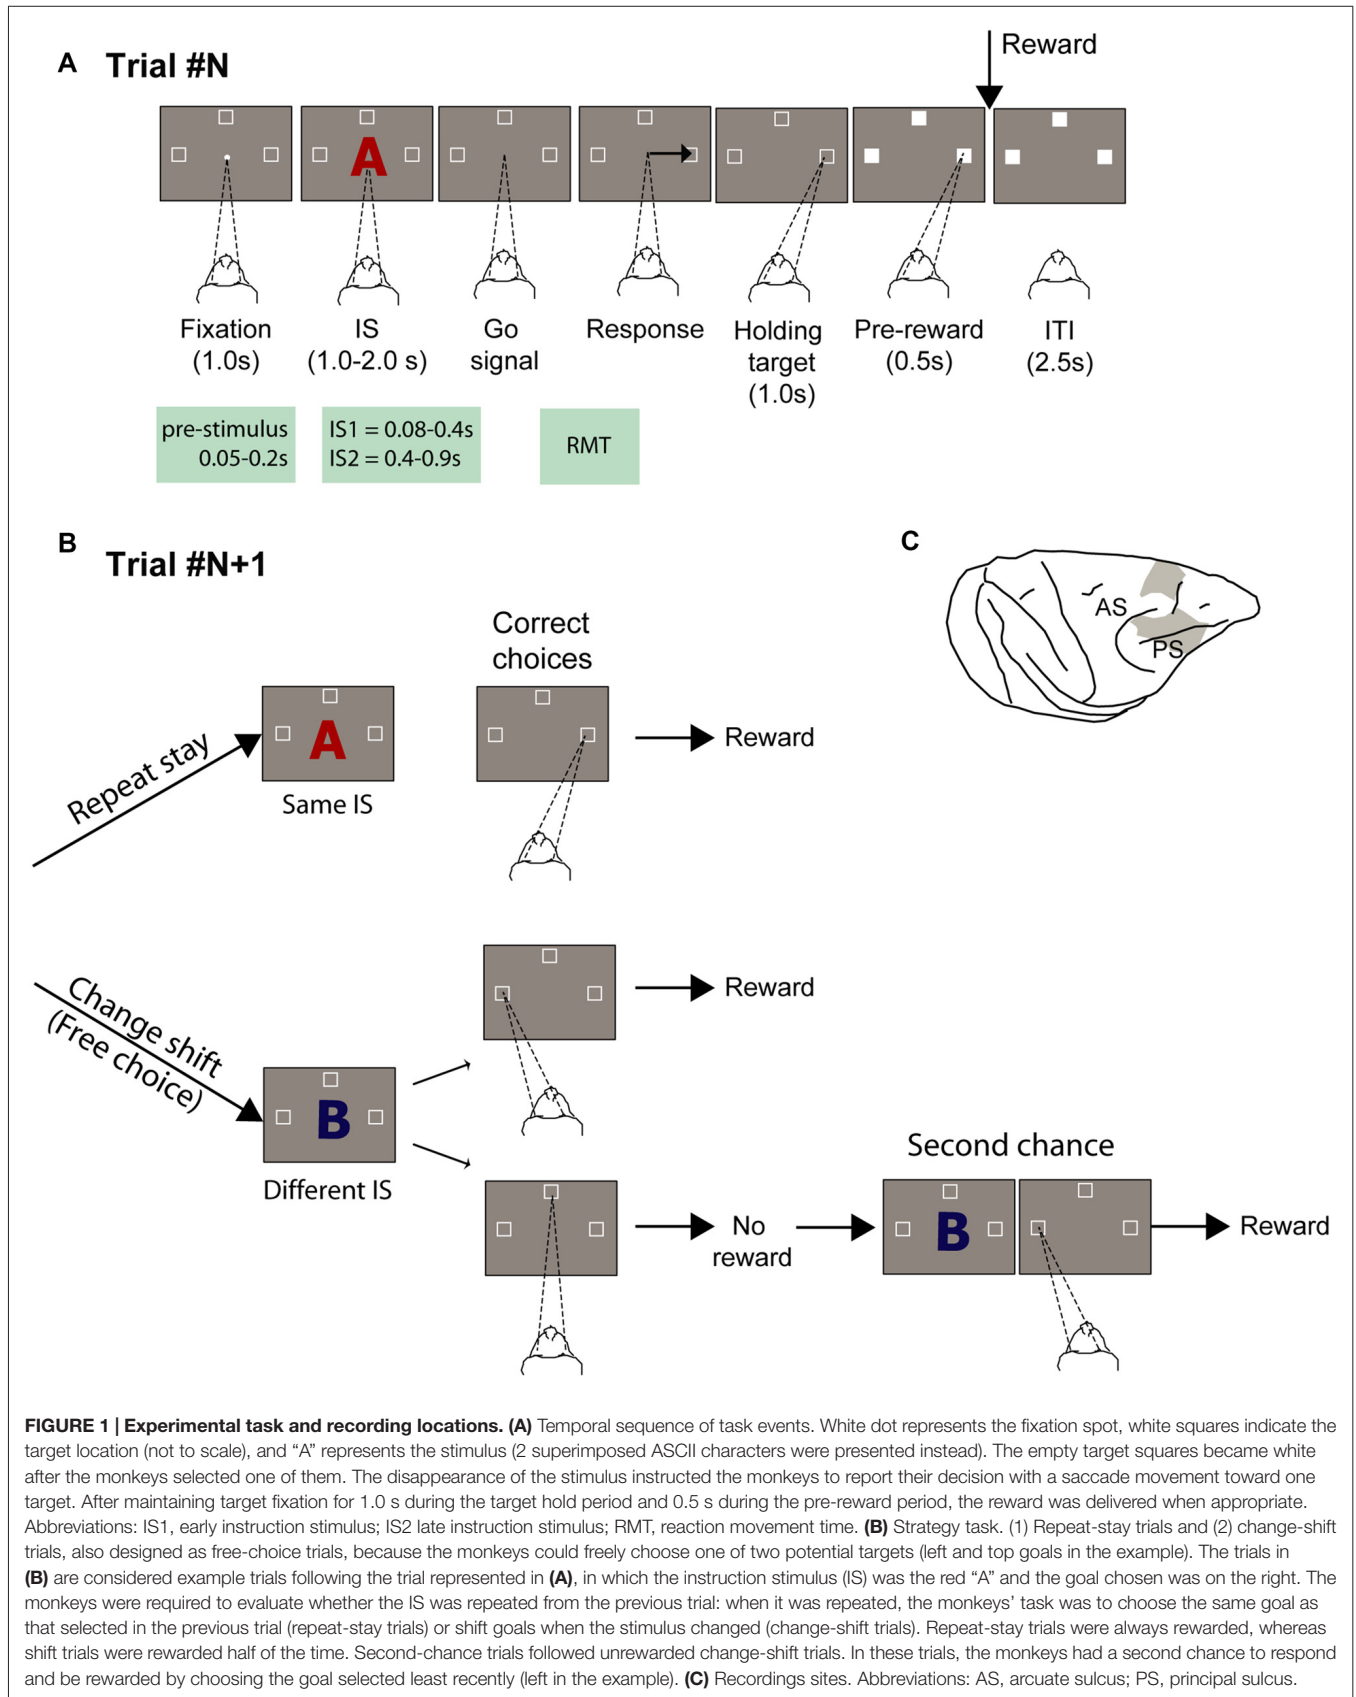 A Trial #N
Reward
A
Fixation
(1.0s)
IS
(1.0-2.0 s)
Go
signal
Response
Holding
target
(1.0s)
Pre-reward
(0.5s)
ITI
(2.5s)
pre-stimulus
0.05-0.2s
IS1 = 0.08-0.4s
IS2 = 0.4-0.9s
RMT
B Trial #N+1
C
AS
PS
Correct
choices
Repeat stay
A
Same IS
Reward
Change shift
(Free choice)
B
Different IS
Reward
No
reward
Second chance
B
Reward
FIGURE 1 | Experimental task and recording locations. (A) Temporal sequence of task events. White dot represents the fixation spot, white squares indicate the
target location (not to scale), and “A” represents the stimulus (2 superimposed ASCII characters were presented instead). The empty target squares became white
after the monkeys selected one of them. The disappearance of the stimulus instructed the monkeys to report their decision with a saccade movement toward one
target. After maintaining target fixation for 1.0 s during the target hold period and 0.5 s during the pre-reward period, the reward was delivered when appropriate.
Abbreviations: IS1, early instruction stimulus; IS2 late instruction stimulus; RMT, reaction movement time. (B) Strategy task. (1) Repeat-stay trials and (2) change-shift
trials, also designed as free-choice trials, because the monkeys could freely choose one of two potential targets (left and top goals in the example). The trials in
(B) are considered example trials following the trial represented in (A), in which the instruction stimulus (IS) was the red “A” and the goal chosen was on the right. The
monkeys were required to evaluate whether the IS was repeated from the previous trial: when it was repeated, the monkeys’ task was to choose the same goal as
that selected in the previous trial (repeat-stay trials) or shift goals when the stimulus changed (change-shift trials). Repeat-stay trials were always rewarded, whereas
shift trials were rewarded half of the time. Second-chance trials followed unrewarded change-shift trials. In these trials, the monkeys had a second chance to respond
and be rewarded by choosing the goal selected least recently (left in the example). (C) Recordings sites. Abbreviations: AS, arcuate sulcus; PS, principal sulcus.